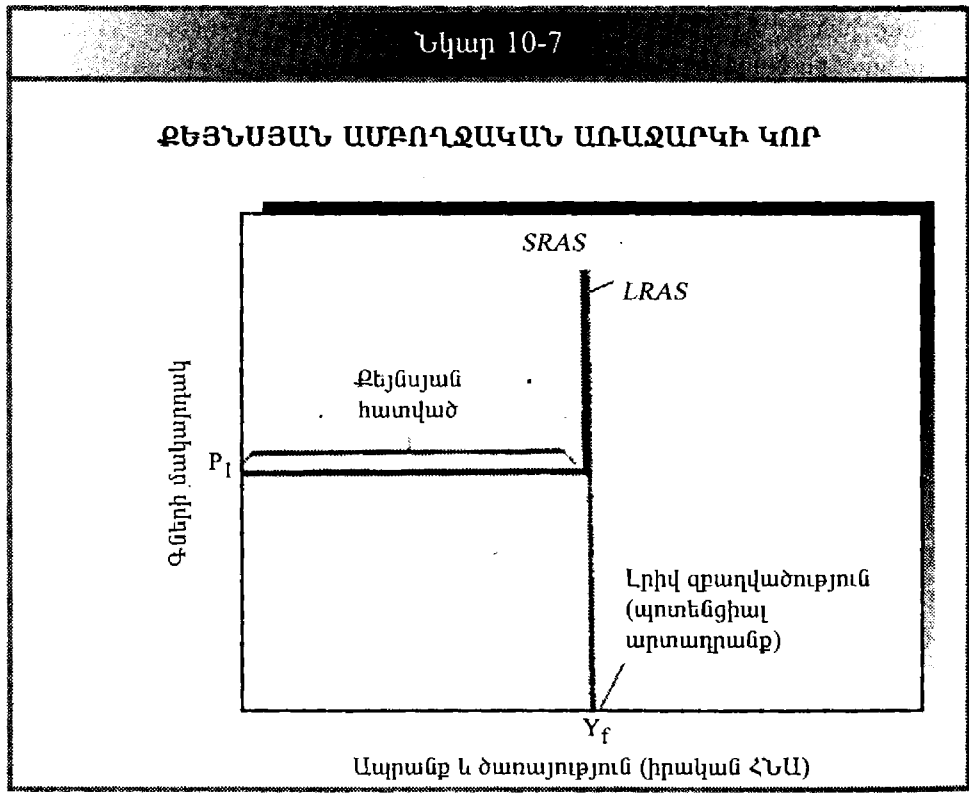 Նկար 10-7
ՔԵՅՆՍՅԱՆ ԱՄԲՈՂՋԱԿԱՆ ԱՌԱՋԱՐԿԻ ԿՈՐ
SRAS
LRAS
Քեյնսյան
հատված
Գների մակարդակ
P₁
Լրիվ զբաղվածություն
(պոտենցիալ
արտադրանք)
Y_f
Ապրանք և ծառայություն (իրական ՀՆԱ)